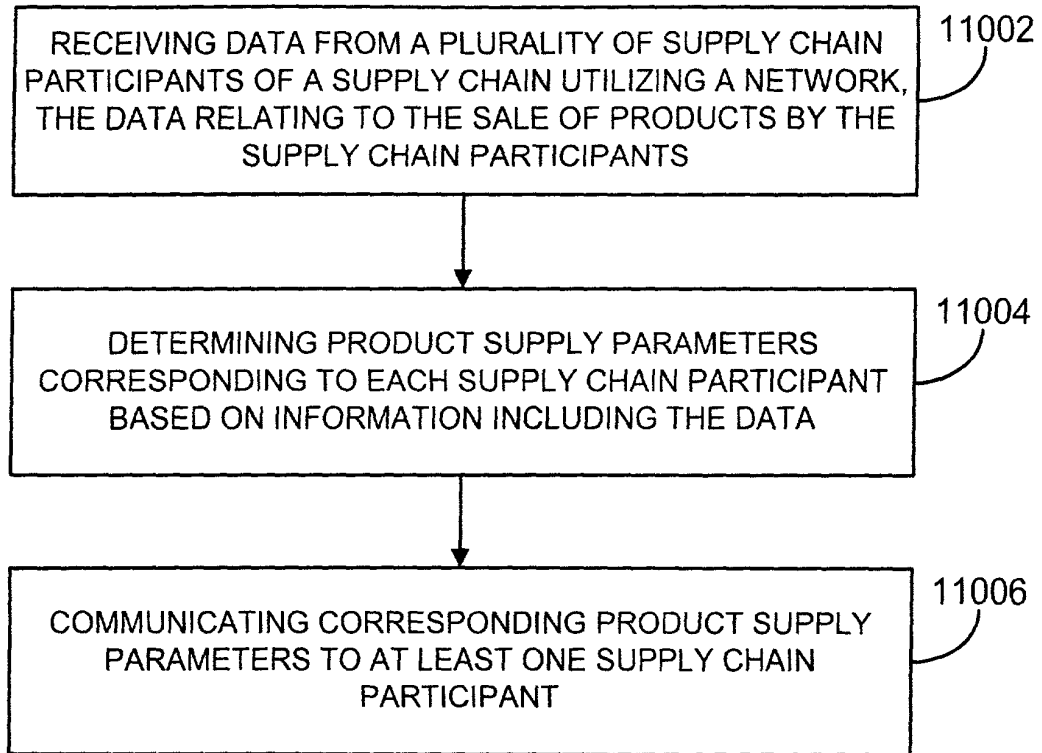 RECEIVING DATA FROM A PLURALITY OF SUPPLY CHAIN
PARTICIPANTS OF A SUPPLY CHAIN UTILIZING A NETWORK,
THE DATA RELATING TO THE SALE OF PRODUCTS BY THE
SUPPLY CHAIN PARTICIPANTS
11002
DETERMINING PRODUCT SUPPLY PARAMETERS
CORRESPONDING TO EACH SUPPLY CHAIN PARTICIPANT
BASED ON INFORMATION INCLUDING THE DATA
11004
COMMUNICATING CORRESPONDING PRODUCT SUPPLY
PARAMETERS TO AT LEAST ONE SUPPLY CHAIN
PARTICIPANT
11006